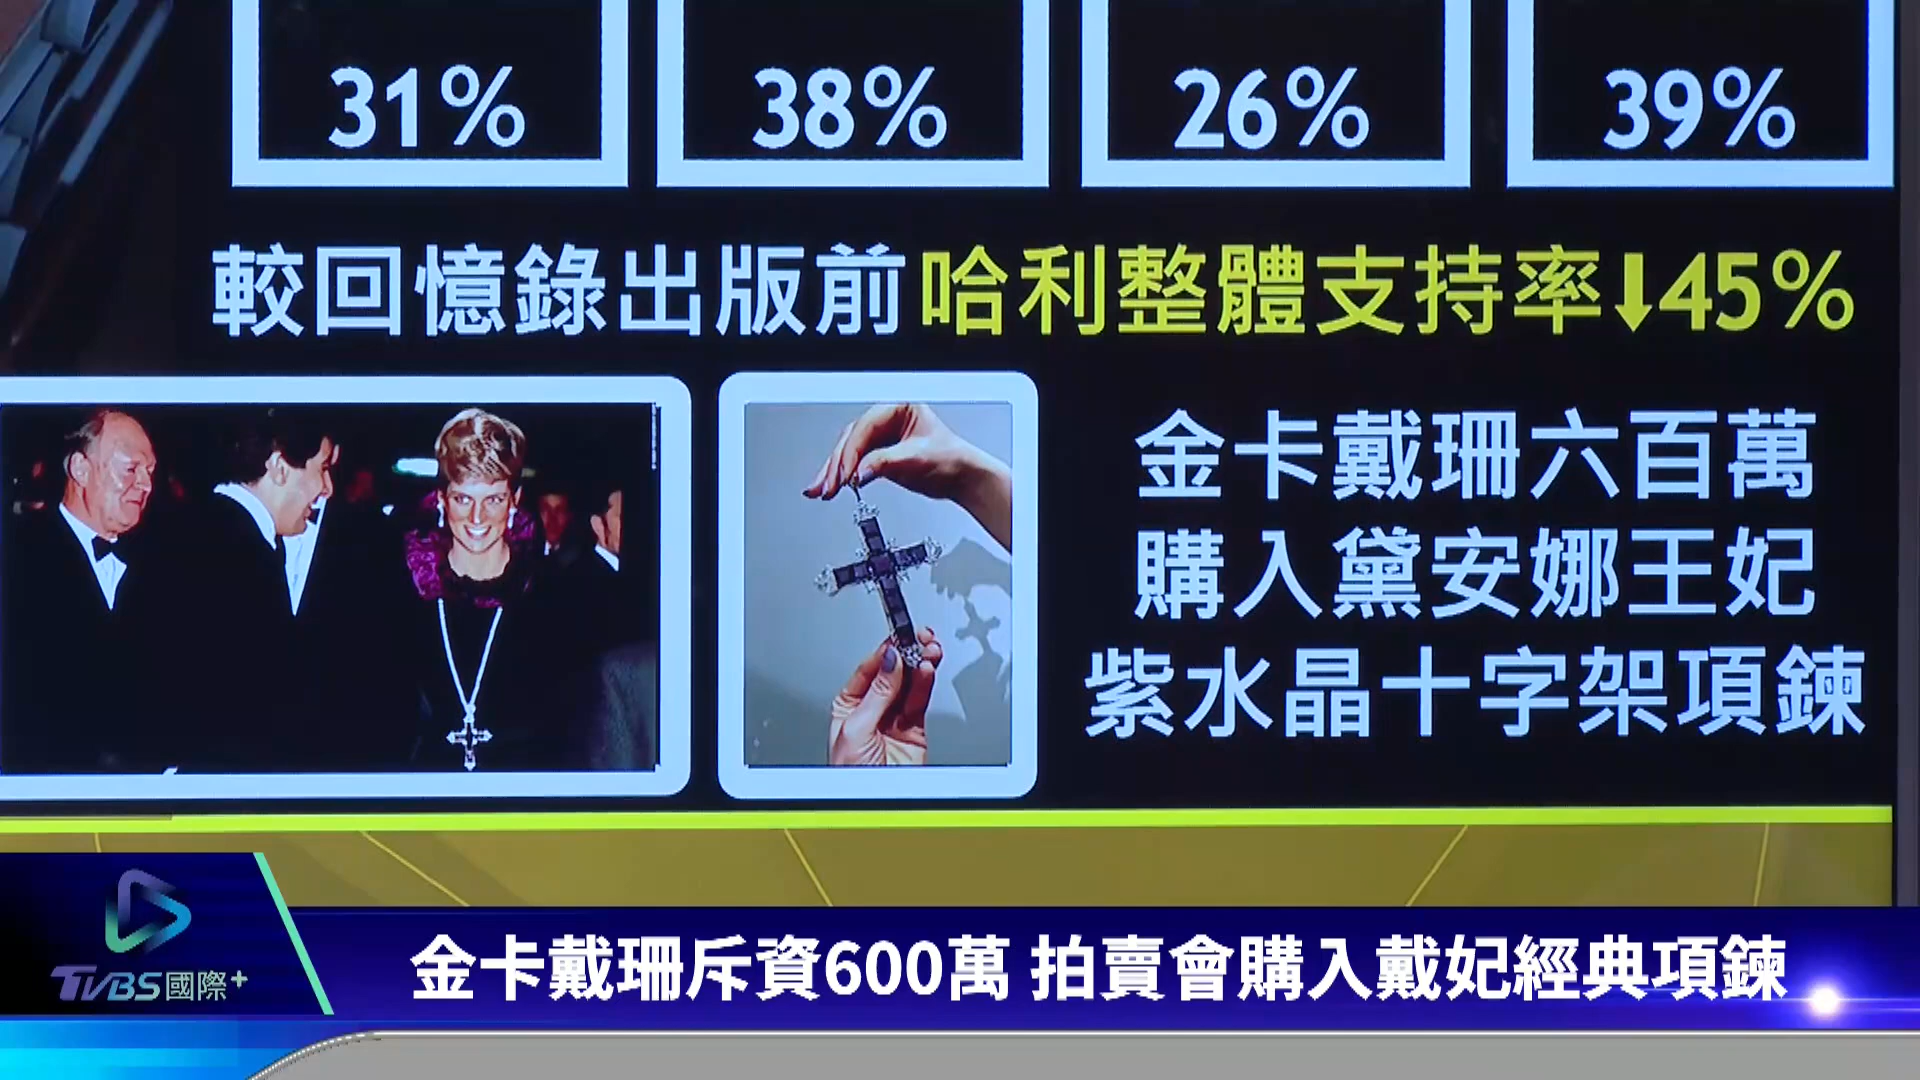 31%
38%
26%
39%
較回憶錄出版前哈利整體支持率↓45%
金卡戴珊六百萬
購入黛安娜王妃
紫水晶十字架項鍊
TVBS國際+
金卡戴珊斥資600萬 拍賣會購入戴妃經典項鍊